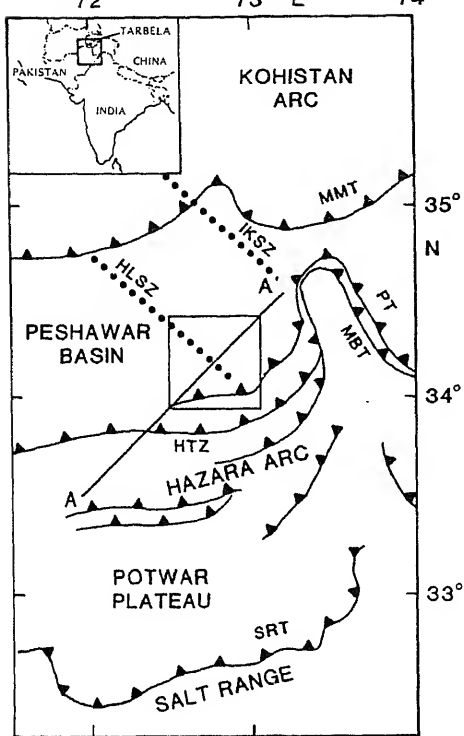 72 73 E 74
TARBELA
PAKISTAN
CHINA
INDIA
KOHISTAN
ARC
MMT
35°
IKSZ
N
HLSZ
A'
PT
PESHAWAR
BASIN
MBT
34°
HTZ
HAZARA ARC
A
POTWAR
PLATEAU
33°
SRT
SALT RANGE